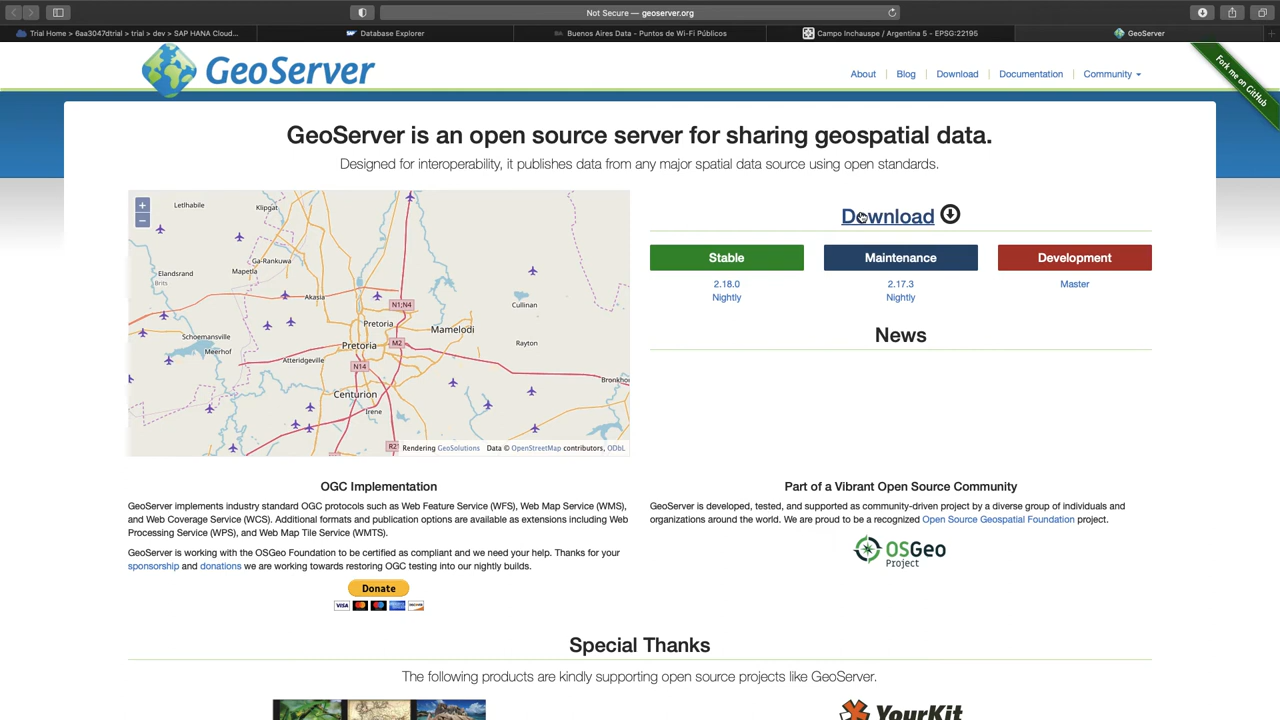 Not Secure — geoserver.org
Trial Home > 6aa3047dtrial > trial > dev > SAP HANA Cloud...
Database Explorer
Buenos Aires Data - Puntos de Wi-Fi Públicos
Campo Inchauspe / Argentina 5 - EPSG:22195
GeoServer
GeoServer
About
Blog
Download
Documentation
Community
Fork me on GitHub
GeoServer is an open source server for sharing geospatial data.
Designed for interoperability, it publishes data from any major spatial data source using open standards.
+
−
Letlhabile
Klipgat
Ga-Rankuwa
Mabopane
Elandsrand
Brits
Akasia
Cullinan
N1;N4
Pretoria
Mamelodi
Schoemansville
Meerhof
Pretoria
M2
Rayton
Atteridgeville
N14
Bronkho
Centurion
Irene
R21
Rendering GeoSolutions Data © OpenStreetMap contributors, ODbL
Download
Stable
Maintenance
Development
2.18.0
2.17.3
Master
Nightly
Nightly
News
OGC Implementation
GeoServer implements industry standard OGC protocols such as Web Feature Service (WFS), Web Map Service (WMS),
and Web Coverage Service (WCS). Additional formats and publication options are available as extensions including Web
Processing Service (WPS), and Web Map Tile Service (WMTS).
GeoServer is working with the OSGeo Foundation to be certified as compliant and we need your help. Thanks for your
sponsorship and donations we are working towards restoring OGC testing into our nightly builds.
Donate
VISA
DISCOVER
Part of a Vibrant Open Source Community
GeoServer is developed, tested, and supported as community-driven project by a diverse group of individuals and
organizations around the world. We are proud to be a recognized Open Source Geospatial Foundation project.
OSGeo
Project
Special Thanks
The following products are kindly supporting open source projects like GeoServer.
YourKit